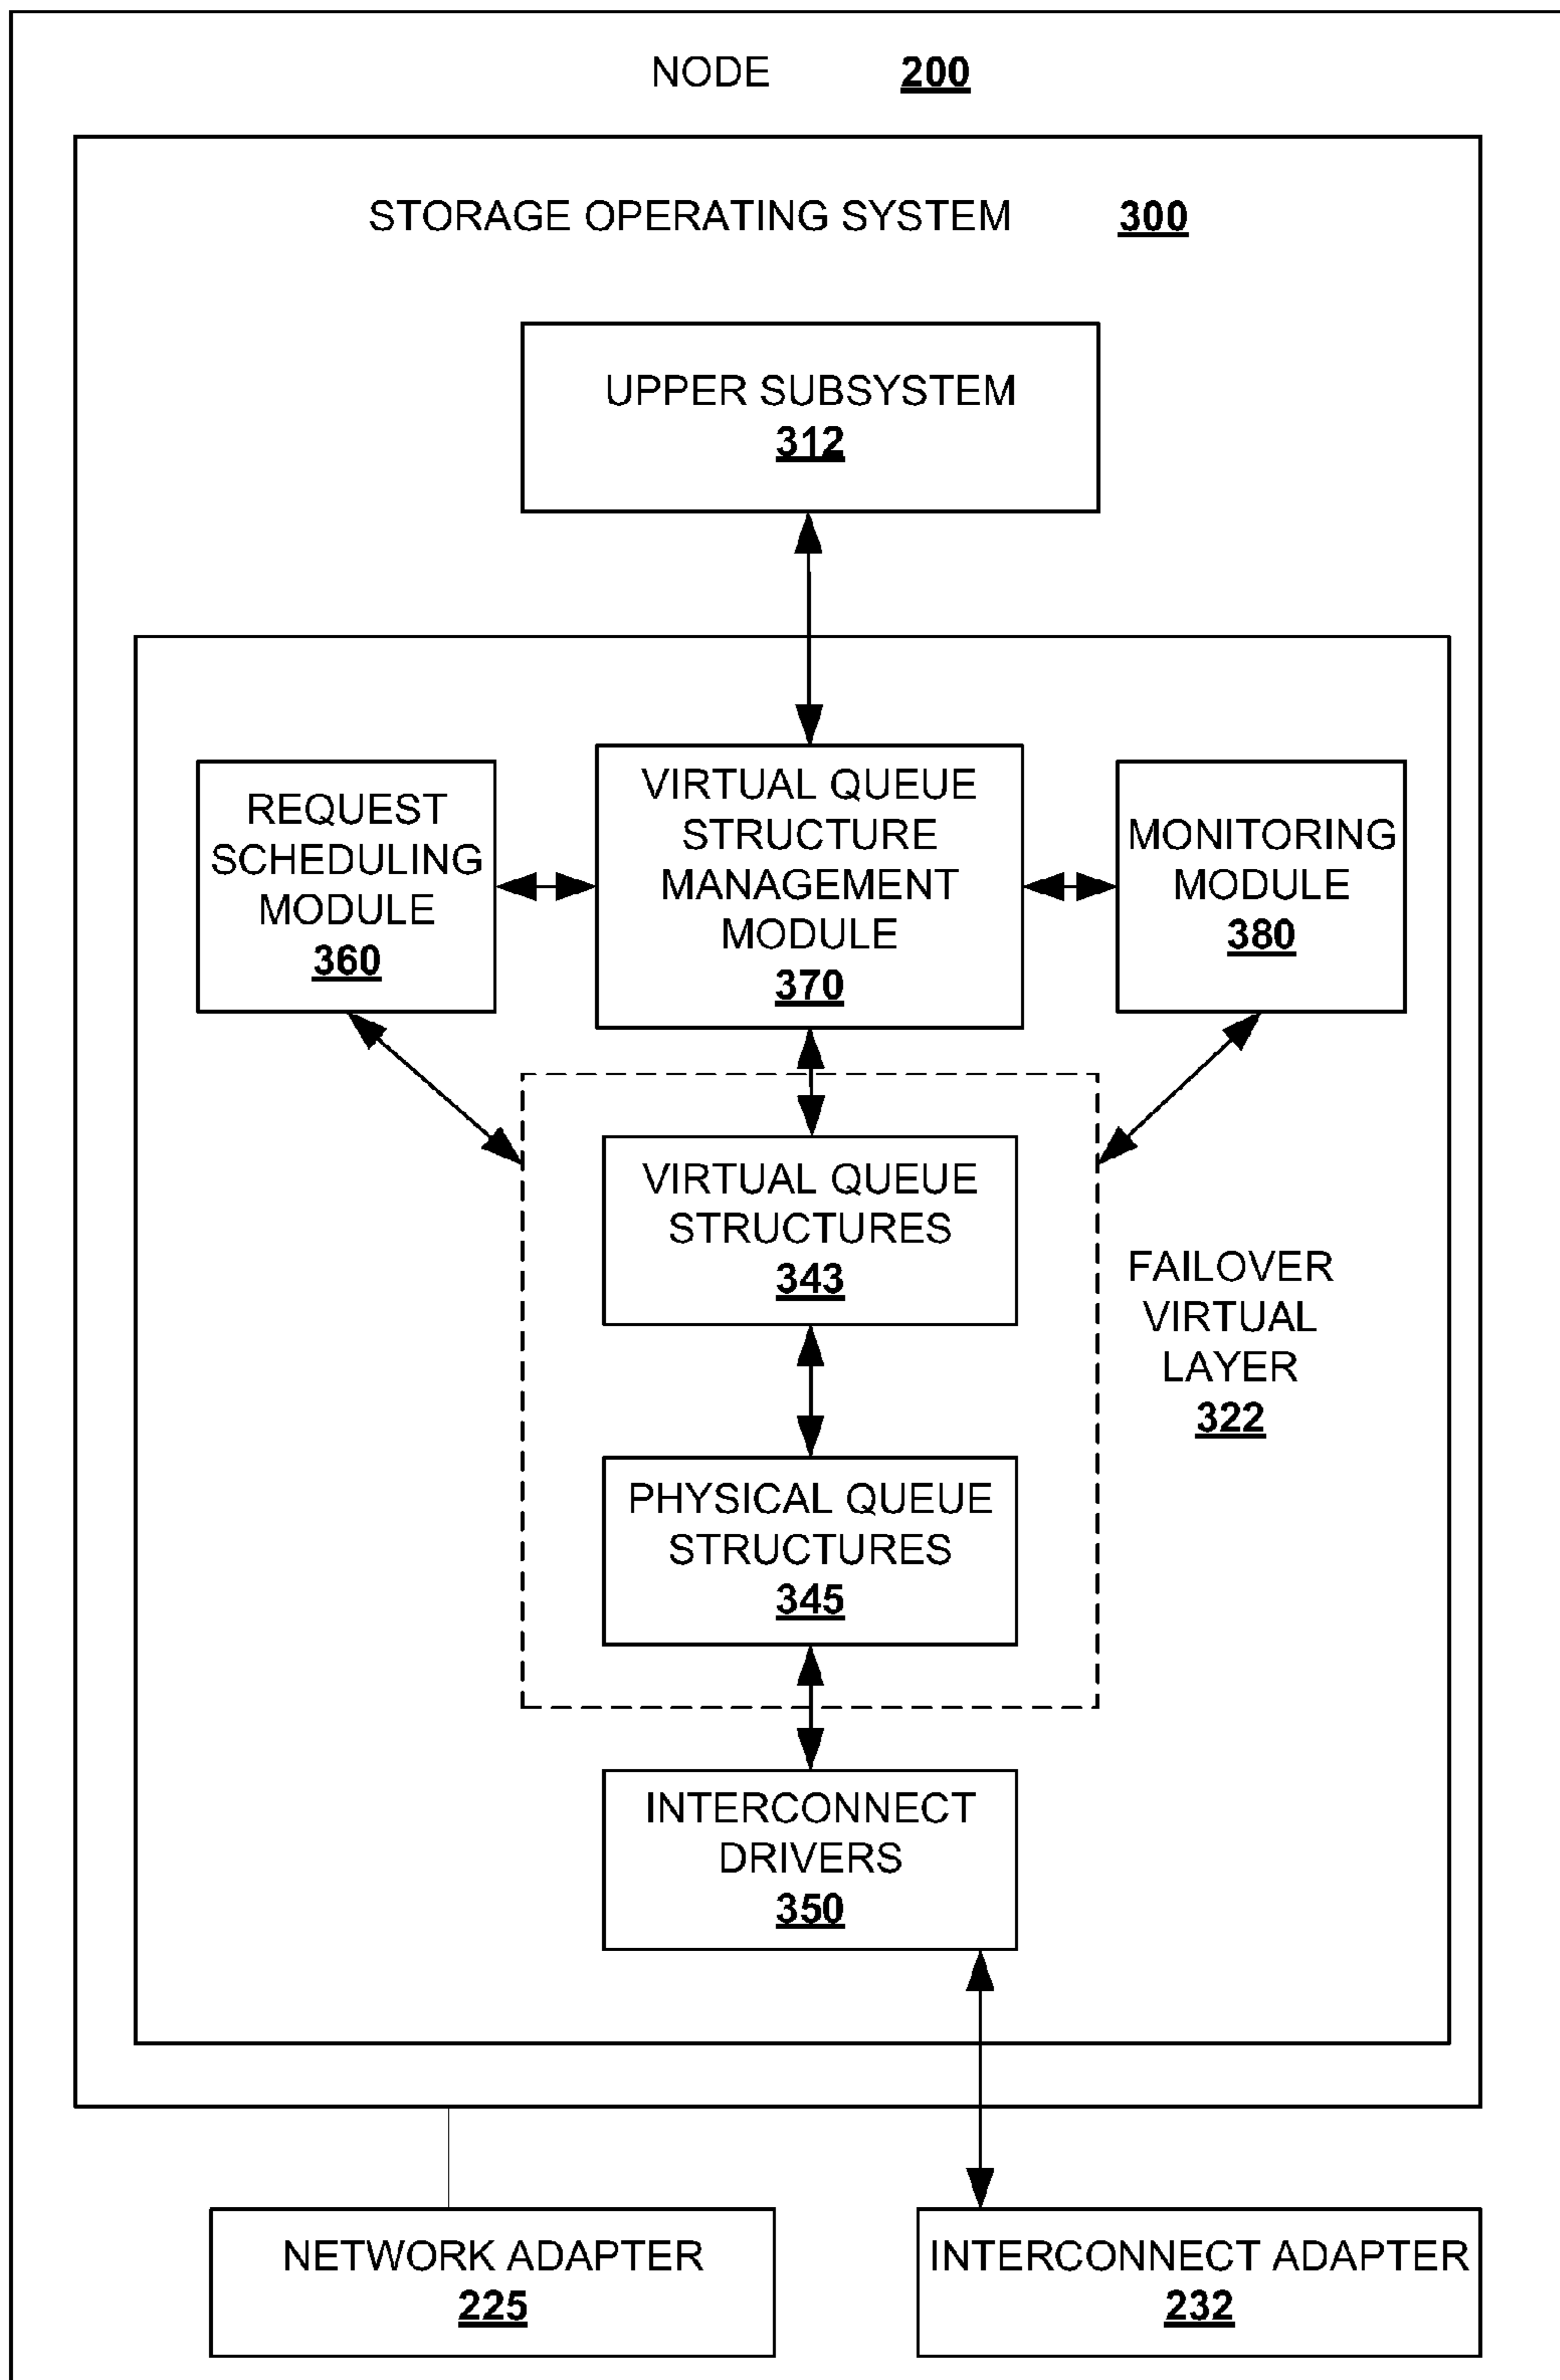 NODE 200
STORAGE OPERATING SYSTEM 300
UPPER SUBSYSTEM
312
REQUEST
SCHEDULING
MODULE
360
VIRTUAL QUEUE
STRUCTURE
MANAGEMENT
MODULE
370
MONITORING
MODULE
380
VIRTUAL QUEUE
STRUCTURES
343
FAILOVER
VIRTUAL
LAYER
322
PHYSICAL QUEUE
STRUCTURES
345
INTERCONNECT
DRIVERS
350
NETWORK ADAPTER
225
INTERCONNECT ADAPTER
232